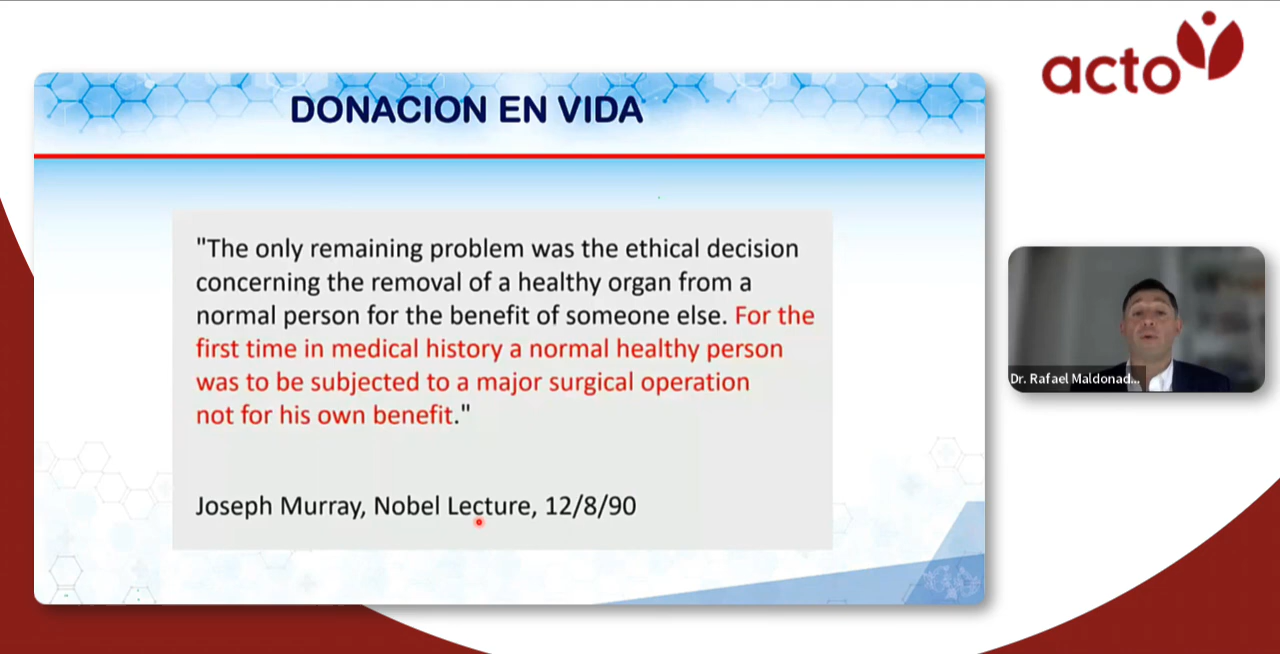 acto
DONACION EN VIDA
"The only remaining problem was the ethical decision
concerning the removal of a healthy organ from a
normal person for the benefit of someone else. For the
first time in medical history a normal healthy person
was to be subjected to a major surgical operation
not for his own benefit."
Joseph Murray, Nobel Lecture, 12/8/90
Dr. Rafael Maldonad...